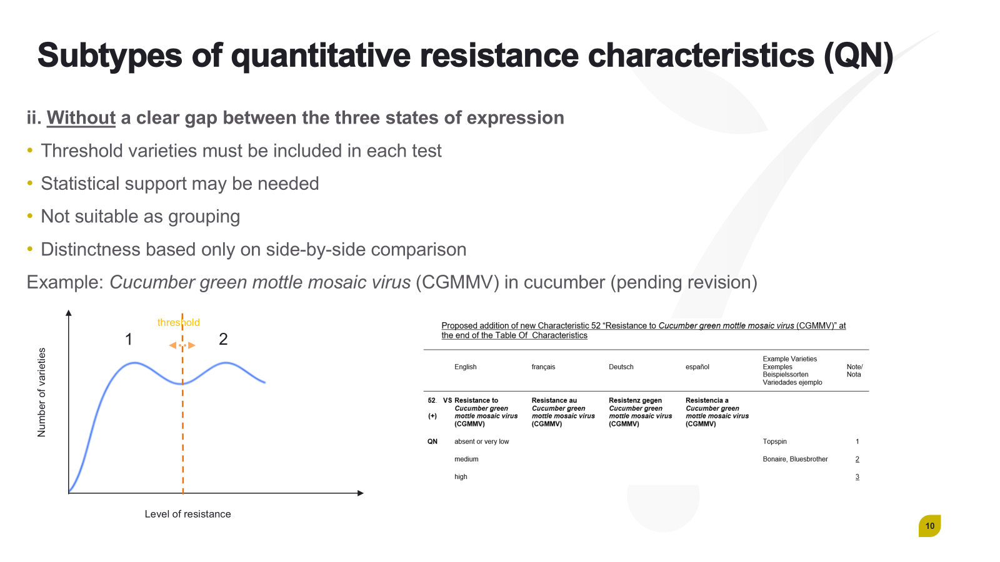 Subtypes of quantitative resistance characteristics (QN)
ii. Without a clear gap between the three states of expression
• Threshold varieties must be included in each test
• Statistical support may be needed
• Not suitable as grouping
• Distinctness based only on side-by-side comparison
Example: Cucumber green mottle mosaic virus (CGMMV) in cucumber (pending revision)
threshold
1 2
Number of varieties
Level of resistance
Proposed addition of new Characteristic 52 “Resistance to Cucumber green mottle mosaic virus (CGMMV)” at
the end of the Table Of Characteristics
English français Deutsch español Example Varieties
Exemples
Beispielssorten
Variedades ejemplo Note/
Nota
52. VS Resistance to
Cucumber green
mottle mosaic virus
(CGMMV)
Resistance au
Cucumber green
mottle mosaic virus
(CGMMV)
Resistenz gegen
Cucumber green
mottle mosaic virus
(CGMMV)
Resistencia a
Cucumber green
mottle mosaic virus
(CGMMV)
(+)
QN absent or very low Topspin 1
medium Bonaire, Bluesbrother 2
high 3
10